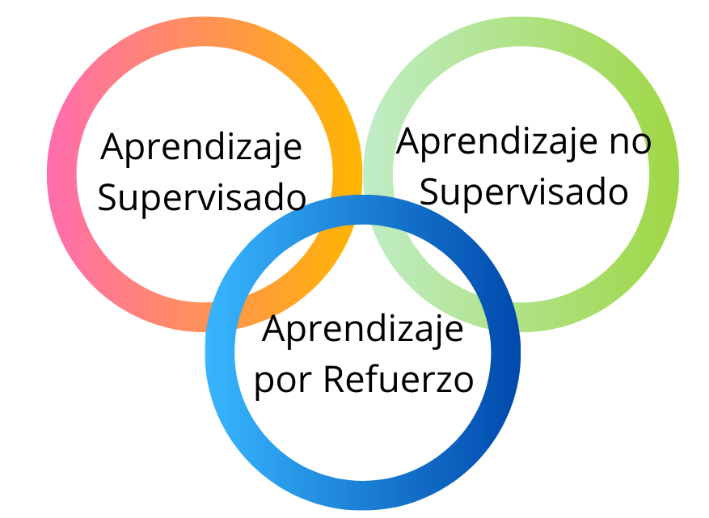 Aprendizaje
Supervisado
Aprendizaje no
Supervisado
Aprendizaje
por Refuerzo